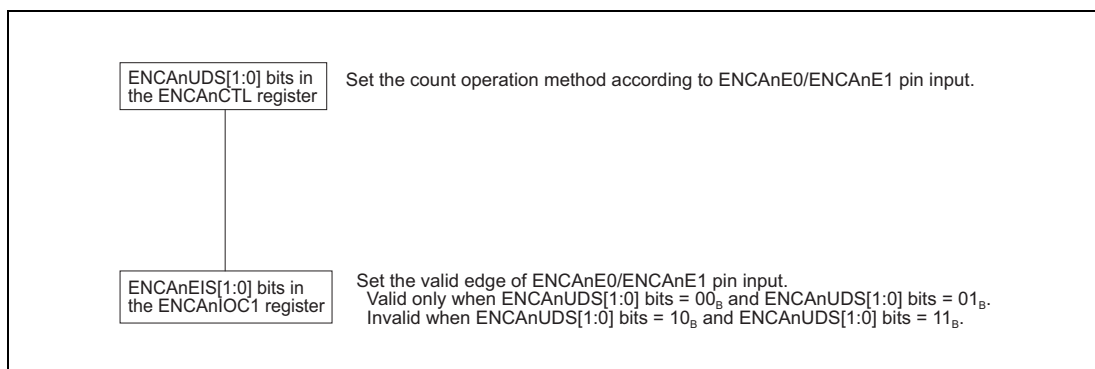 ENCAnUDS[1:0] bits in
the ENCAnCTL register
Set the count operation method according to ENCAnE0/ENCAnE1 pin input.
ENCAnEIS[1:0] bits in
the ENCAnIOC1 register
Set the valid edge of ENCAnE0/ENCAnE1 pin input.
Valid only when ENCAnUDS[1:0] bits = 00B and ENCAnUDS[1:0] bits = 01B.
Invalid when ENCAnUDS[1:0] bits = 10B and ENCAnUDS[1:0] bits = 11B.